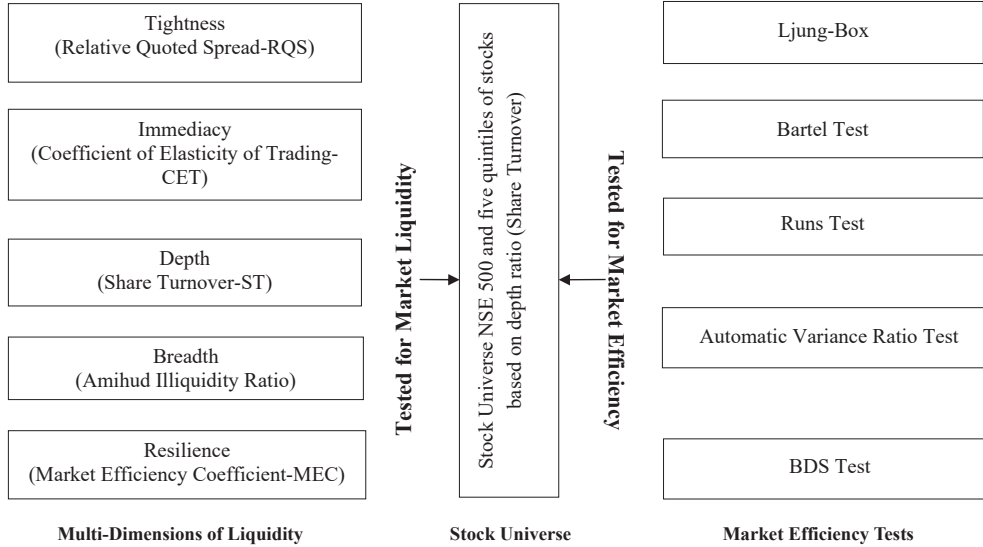 Tightness
(Relative Quoted Spread-RQS)
Immediacy
(Coefficient of Elasticity of Trading-
CET)
Depth
(Share Turnover-ST)
Breadth
(Amihud Illiquidity Ratio)
Resilience
(Market Efficiency Coefficient-MEC)
Multi-Dimensions of Liquidity
Tested for Market Liquidity
Stock Universe NSE 500 and five quintiles of stocks
based on depth ratio (Share Turnover)
Stock Universe
Tested for Market Efficiency
Ljung-Box
Bartel Test
Runs Test
Automatic Variance Ratio Test
BDS Test
Market Efficiency Tests